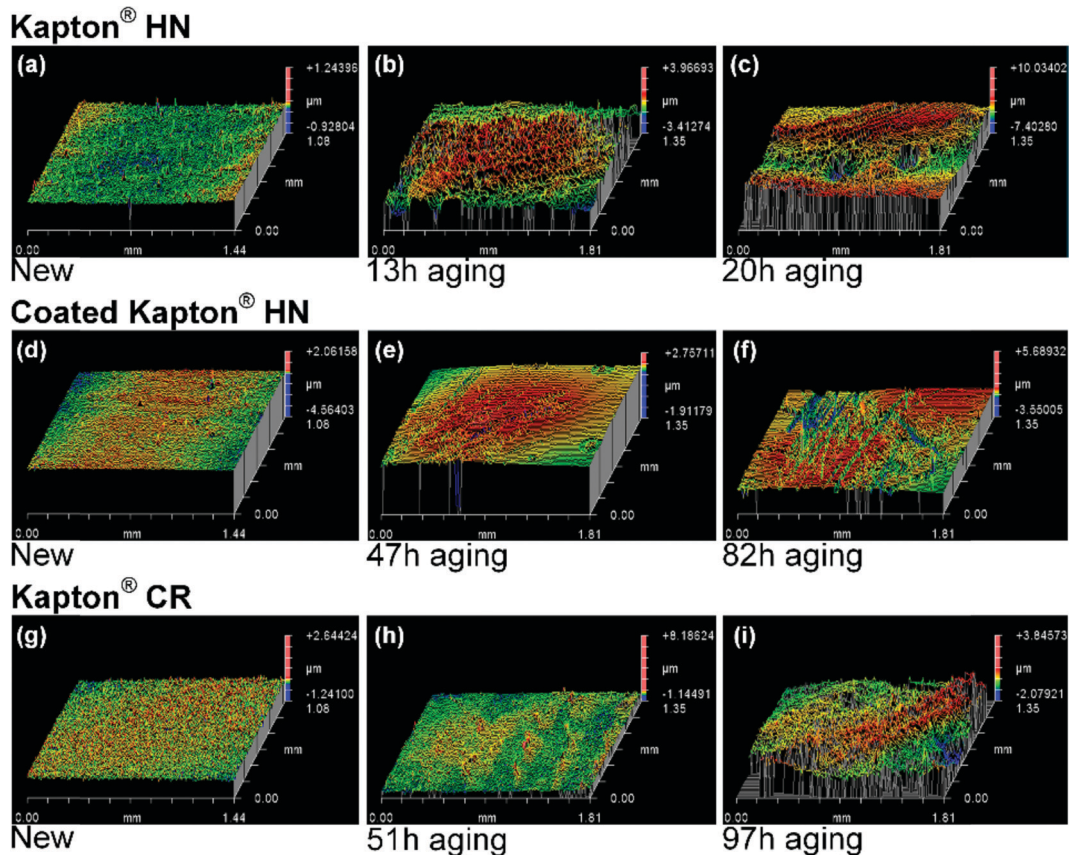 Kapton® HN
(a)
+1.24396
µm
-0.92804
1.08
mm
0.00
0.00
mm
1.44
New
(b)
+3.96693
µm
-3.41274
1.35
mm
0.00
0.00
mm
1.81
13h aging
(c)
+10.03402
µm
-7.40280
1.35
mm
0.00
0.00
mm
1.81
20h aging
Coated Kapton® HN
(d)
+2.06158
µm
-4.56403
1.08
mm
0.00
0.00
mm
1.44
New
(e)
+2.75711
µm
-1.91179
1.35
mm
0.00
0.00
mm
1.81
47h aging
(f)
+5.68932
µm
-3.55005
1.35
mm
0.00
0.00
mm
1.81
82h aging
Kapton® CR
(g)
+2.64424
µm
-1.24100
1.08
mm
0.00
0.00
mm
1.44
New
(h)
+8.18624
µm
-1.14491
1.35
mm
0.00
0.00
mm
1.81
51h aging
(i)
+3.84573
µm
-2.07921
1.35
mm
0.00
0.00
mm
1.81
97h aging